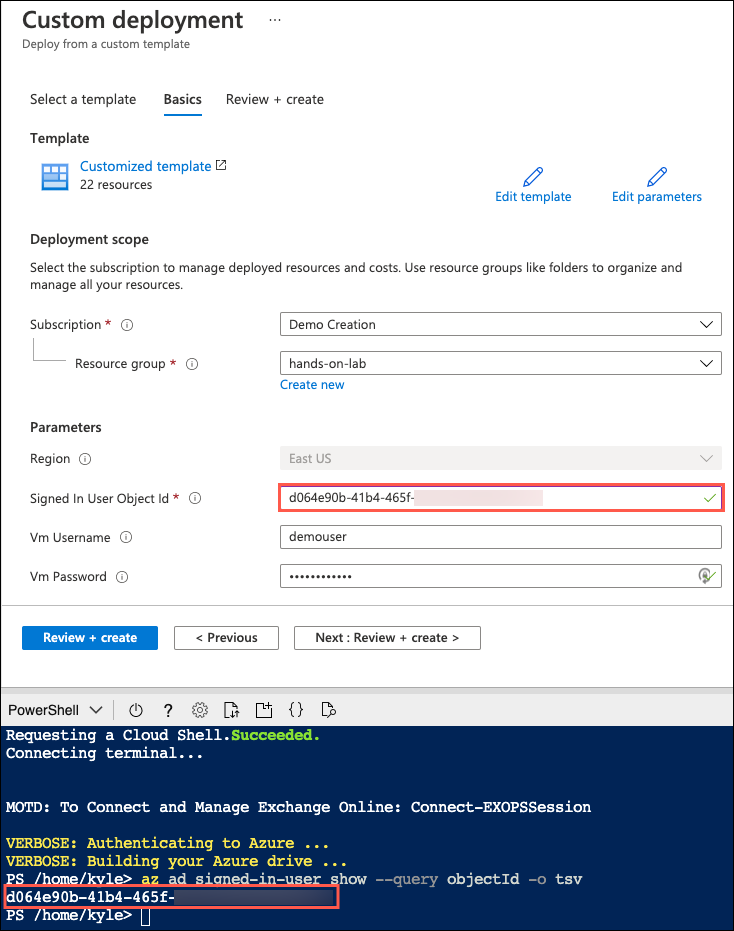 Custom deployment ...
Deploy from a custom template
Select a template Basics Review + create
Template
Customized template
22 resources
Edit template Edit parameters
Deployment scope
Select the subscription to manage deployed resources and costs. Use resource groups like folders to organize and
manage all your resources.
Subscription * Demo Creation
Resource group * hands-on-lab
Create new
Parameters
Region East US
Signed In User Object Id * d064e90b-41b4-465f-
Vm Username demouser
Vm Password ••••••••••••
Review + create < Previous Next : Review + create >
PowerShell ? {}
Requesting a Cloud Shell.Succeeded.
Connecting terminal...
MOTD: To Connect and Manage Exchange Online: Connect-EXOPSSession
VERBOSE: Authenticating to Azure ...
VERBOSE: Building your Azure drive ...
PS /home/kyle> az ad signed-in-user show --query objectId -o tsv
d064e90b-41b4-465f-
PS /home/kyle>